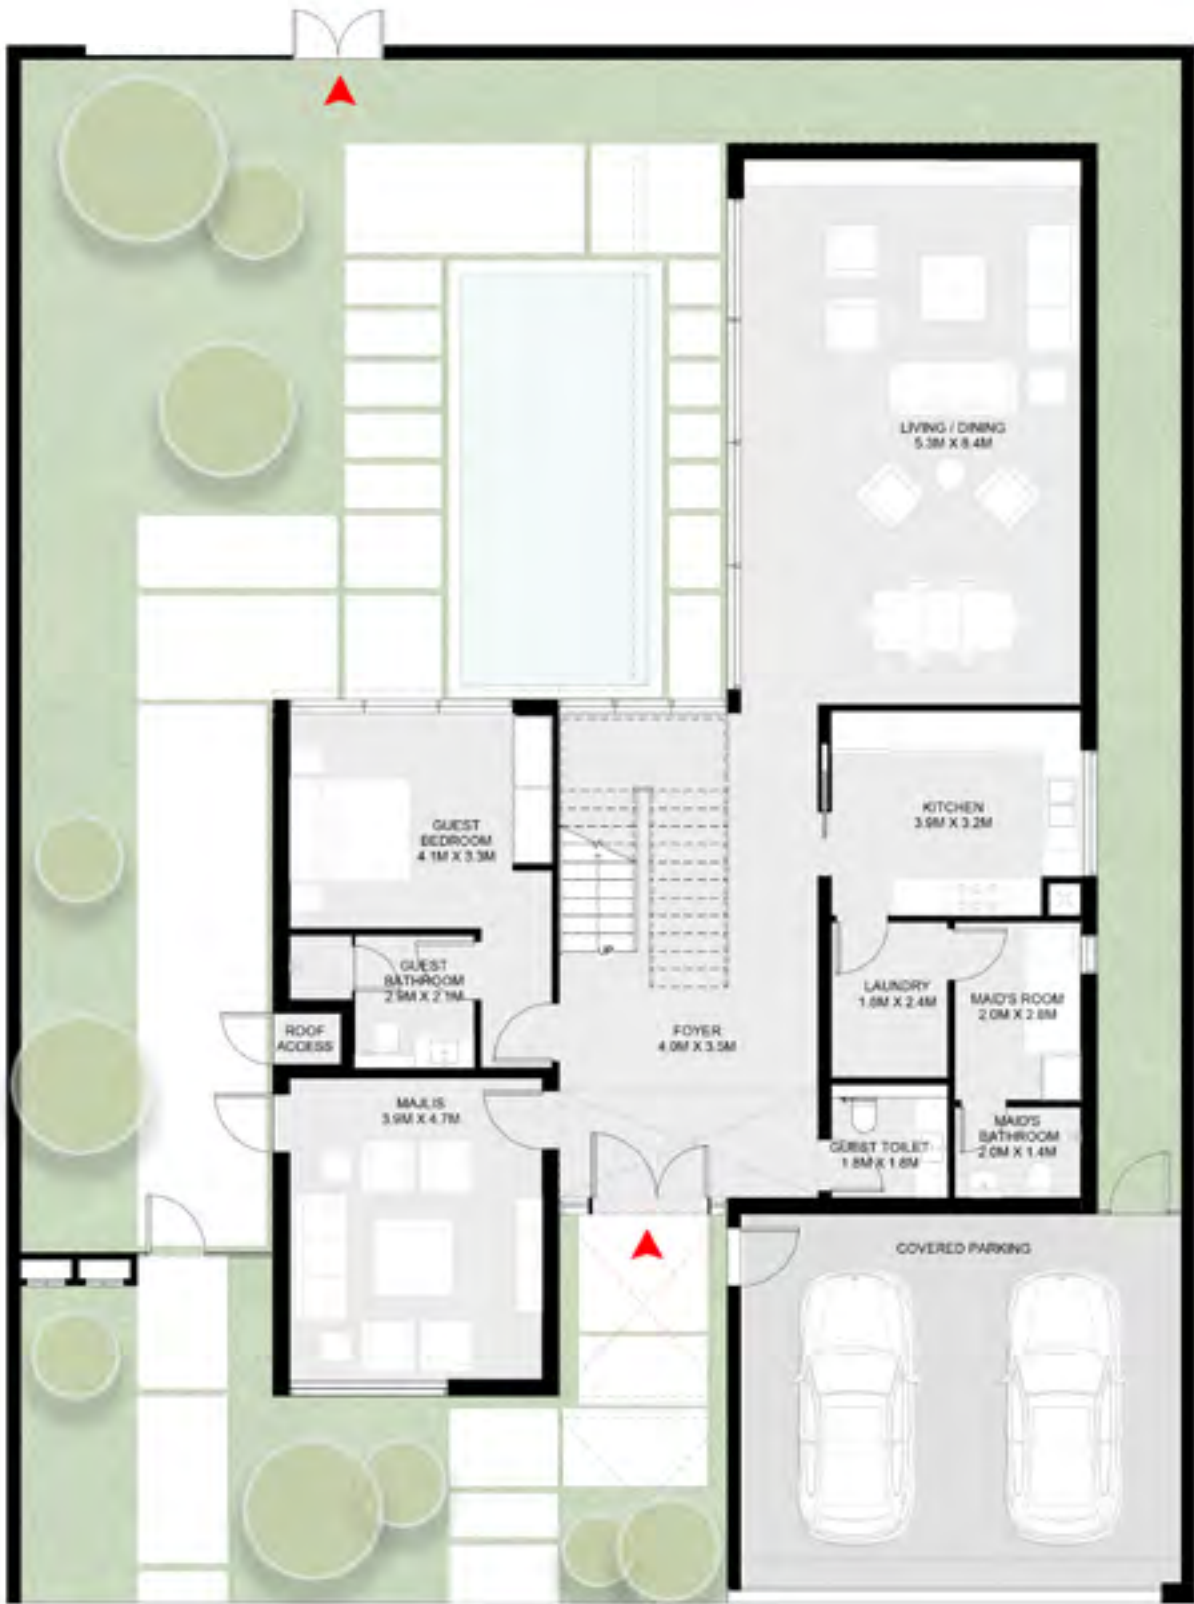 LIVING / DINING
5.3M X 8.4M
KITCHEN
3.9M X 3.2M
GUEST
BEDROOM
4.1M X 3.3M
UP
GUEST
BATHROOM
2.9M X 2.1M
LAUNDRY
1.8M X 2.4M
MAID'S ROOM
2.0M X 2.8M
ROOF
ACCESS
FOYER
4.0M X 3.5M
MAJLIS
3.9M X 4.7M
GUEST TOILET
1.8M X 1.8M
MAID'S
BATHROOM
2.0M X 1.4M
COVERED PARKING